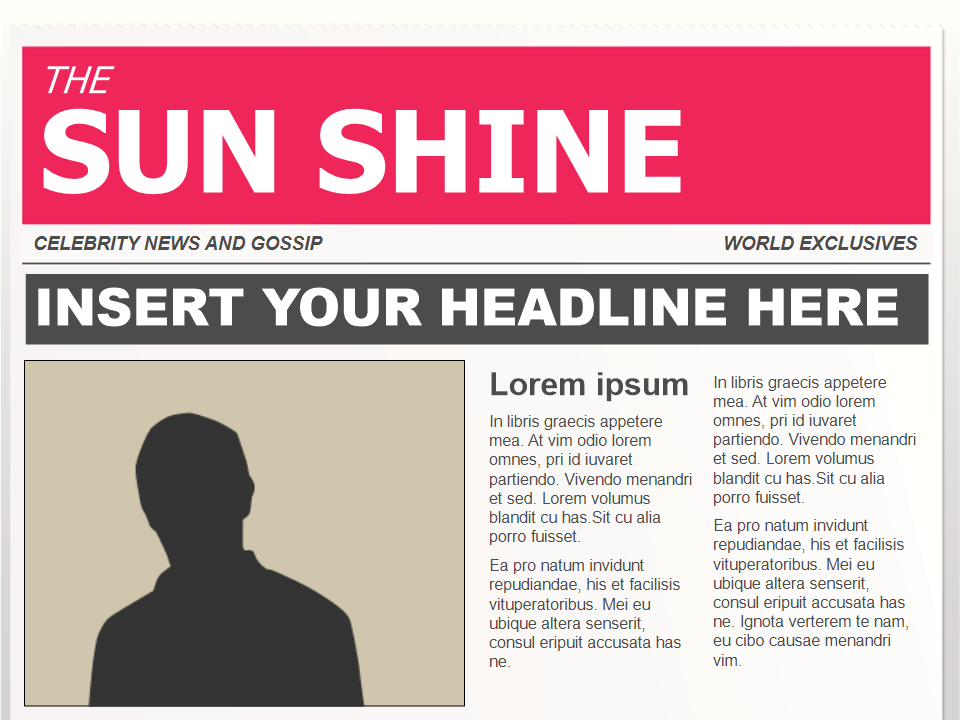 THE
SUN SHINE
CELEBRITY NEWS AND GOSSIP
WORLD EXCLUSIVES
INSERT YOUR HEADLINE HERE
Lorem ipsum
In libris graecis appetere
mea. At vim odio lorem
omnes, pri id iuvaret
partiendo. Vivendo menandri
et sed. Lorem volumus
blandit cu has.Sit cu alia
porro fuisset.
Ea pro natum invidunt
repudiandae, his et facilisis
vituperatoribus. Mei eu
ubique altera senserit,
consul eripuit accusata has
ne.
In libris graecis appetere
mea. At vim odio lorem
omnes, pri id iuvaret
partiendo. Vivendo menandri
et sed. Lorem volumus
blandit cu has.Sit cu alia
porro fuisset.
Ea pro natum invidunt
repudiandae, his et facilisis
vituperatoribus. Mei eu
ubique altera senserit,
consul eripuit accusata has
ne. Ignota verterem te nam,
eu cibo causae menandri
vim.